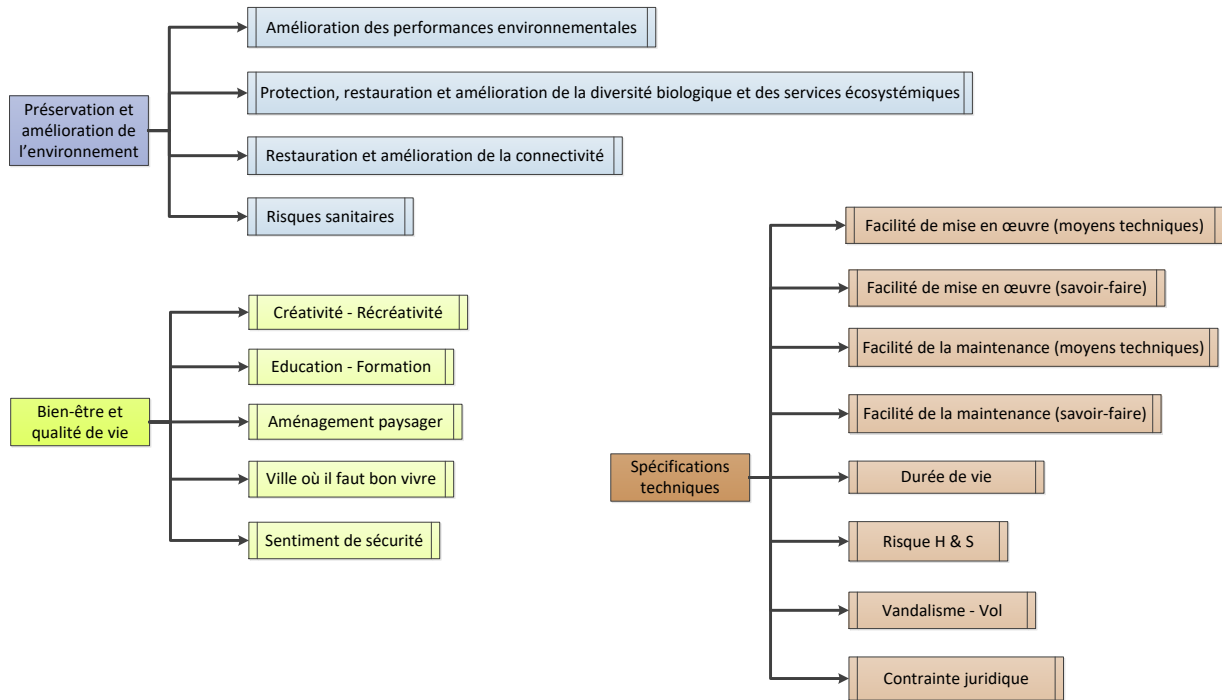 Préservation et
amélioration de
l'environnement
Amélioration des performances environnementales
Protection, restauration et amélioration de la diversité biologique et des services écosystémiques
Restauration et amélioration de la connectivité
Risques sanitaires
Bien-être et
qualité de vie
Créativité - Récréativité
Education - Formation
Aménagement paysager
Ville où il faut bon vivre
Sentiment de sécurité
Spécifications
techniques
Facilité de mise en œuvre (moyens techniques)
Facilité de mise en œuvre (savoir-faire)
Facilité de la maintenance (moyens techniques)
Facilité de la maintenance (savoir-faire)
Durée de vie
Risque H & S
Vandalisme - Vol
Contrainte juridique